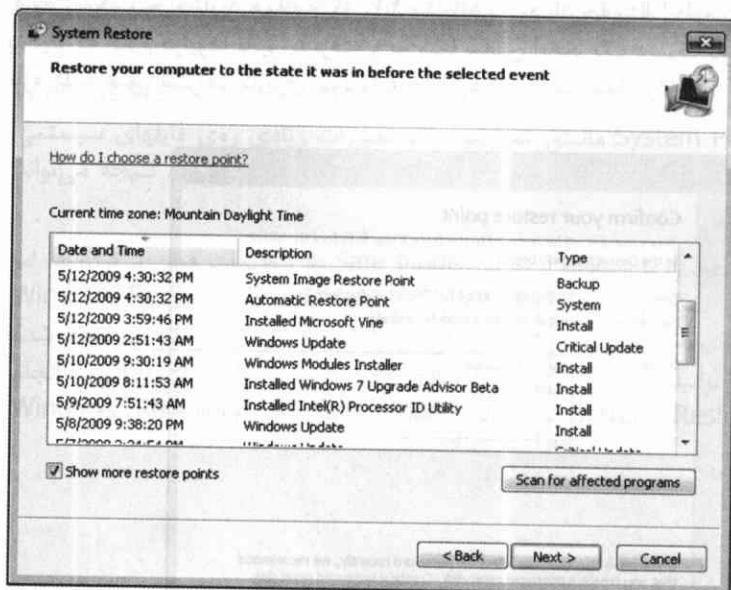 System Restore
Restore your computer to the state it was in before the selected event
How do I choose a restore point?
Current time zone: Mountain Daylight Time
Date and Time Description Type
5/12/2009 4:30:32 PM System Image Restore Point Backup
5/12/2009 4:30:32 PM Automatic Restore Point System
5/12/2009 3:59:46 PM Installed Microsoft Vine Install
5/12/2009 2:51:43 AM Windows Update Critical Update
5/10/2009 9:30:19 AM Windows Modules Installer Install
5/10/2009 8:11:53 AM Installed Windows 7 Upgrade Advisor Beta Install
5/9/2009 7:51:43 AM Installed Intel(R) Processor ID Utility Install
5/8/2009 9:38:20 PM Windows Update Install
Show more restore points
Scan for affected programs
< Back Next > Cancel